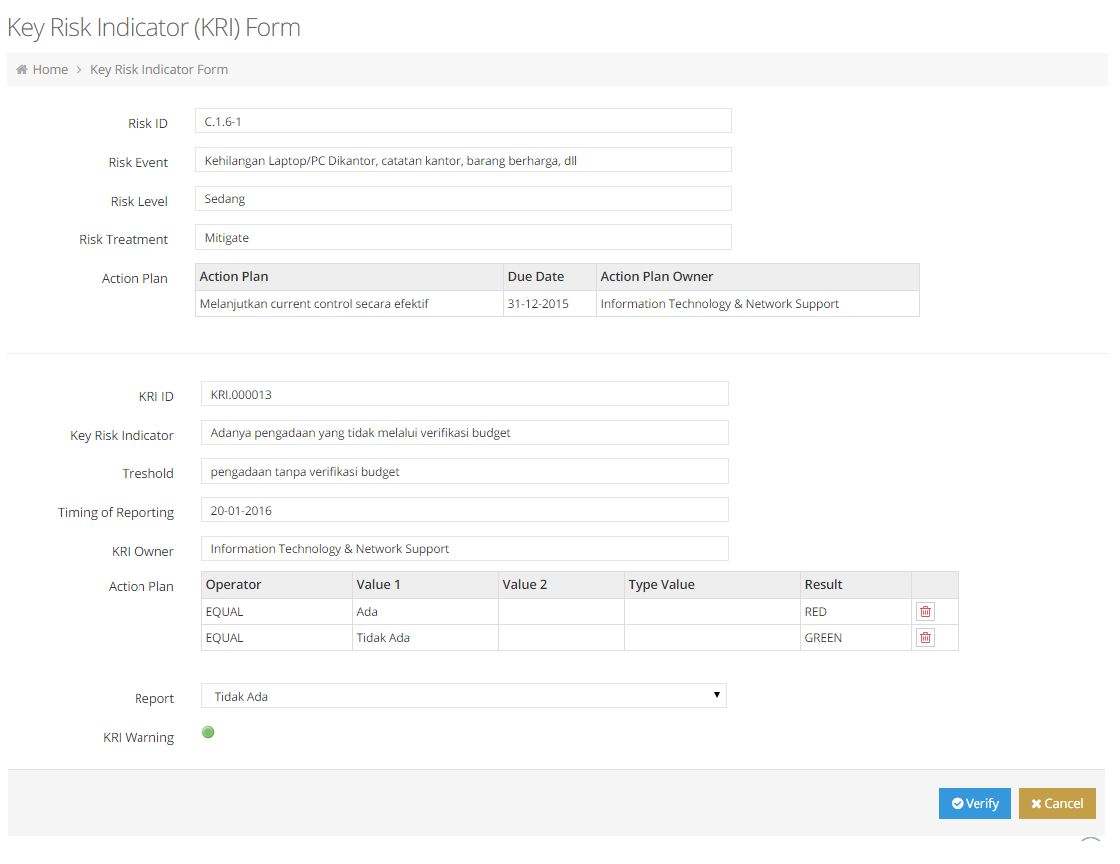 Key Risk Indicator (KRI) Form
Home > Key Risk Indicator Form
Risk ID C.1.6-1
Risk Event Kehilangan Laptop/PC Dikantor, catatan kantor, barang berharga, dll
Risk Level Sedang
Risk Treatment Mitigate
Action Plan Action Plan Due Date Action Plan Owner
Melanjutkan current control secara efektif 31-12-2015 Information Technology & Network Support
KRI ID KRI.000013
Key Risk Indicator Adanya pengadaan yang tidak melalui verifikasi budget
Treshold pengadaan tanpa verifikasi budget
Timing of Reporting 20-01-2016
KRI Owner Information Technology & Network Support
Action Plan Operator Value 1 Value 2 Type Value Result
EQUAL Ada RED
EQUAL Tidak Ada GREEN
Report Tidak Ada
KRI Warning
Verify Cancel